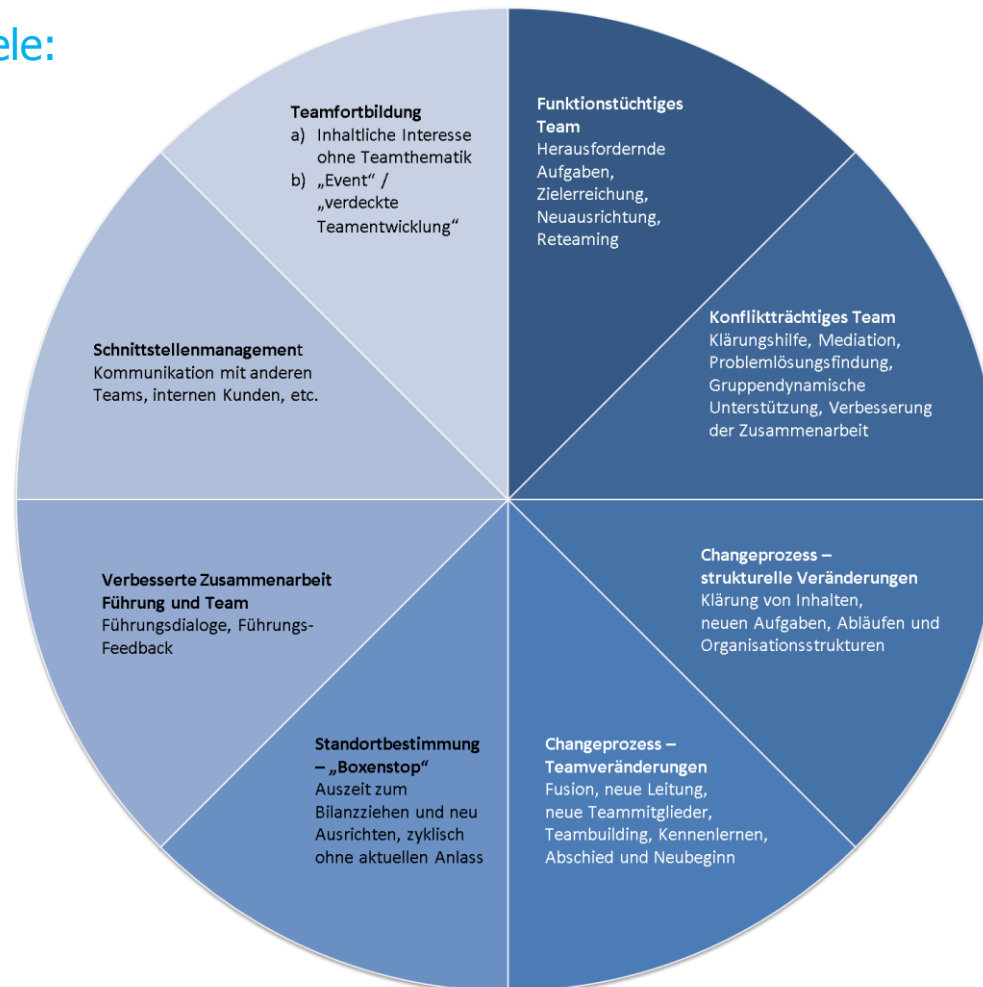 ele:
Funktionstüchtiges
Team
Herausfordernde
Aufgaben,
Zielerreichung,
Neuausrichtung,
Reteaming
Konfliktträchtiges Team
Klärungshilfe, Mediation,
Problemlösungsfindung,
Gruppendynamische
Unterstützung, Verbesserung
der Zusammenarbeit
Changeprozess –
strukturelle Veränderungen
Klärung von Inhalten,
neuen Aufgaben, Abläufen und
Organisationsstrukturen
Changeprozess –
Teamveränderungen
Fusion, neue Leitung,
neue Teammitglieder,
Teambuilding, Kennenlernen,
Abschied und Neubeginn
Standortbestimmung
– „Boxenstop“
Auszeit zum
Bilanzziehen und neu
Ausrichten, zyklisch
ohne aktuellen Anlass
Verbesserte Zusammenarbeit
Führung und Team
Führungsdialoge, Führungs-
Feedback
Schnittstellenmanagement
Kommunikation mit anderen
Teams, internen Kunden, etc.
Teamfortbildung
a) Inhaltliche Interesse
ohne Teamthematik
b) „Event“ /
„verdeckte
Teamentwicklung“